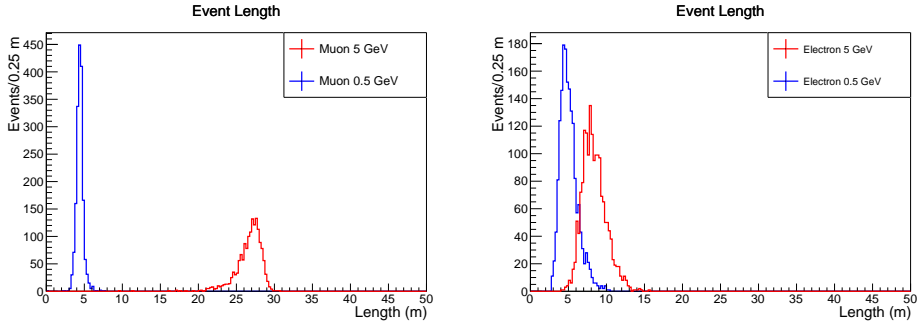 Event Length
Events/0.25 m
450
400
350
300
250
200
150
100
50
0
Muon 5 GeV
Muon 0.5 GeV
0 5 10 15 20 25 30 35 40 45 50
Length (m)
Event Length
Events/0.25 m
180
160
140
120
100
80
60
40
20
0
Electron 5 GeV
Electron 0.5 GeV
0 5 10 15 20 25 30 35 40 45 50
Length (m)